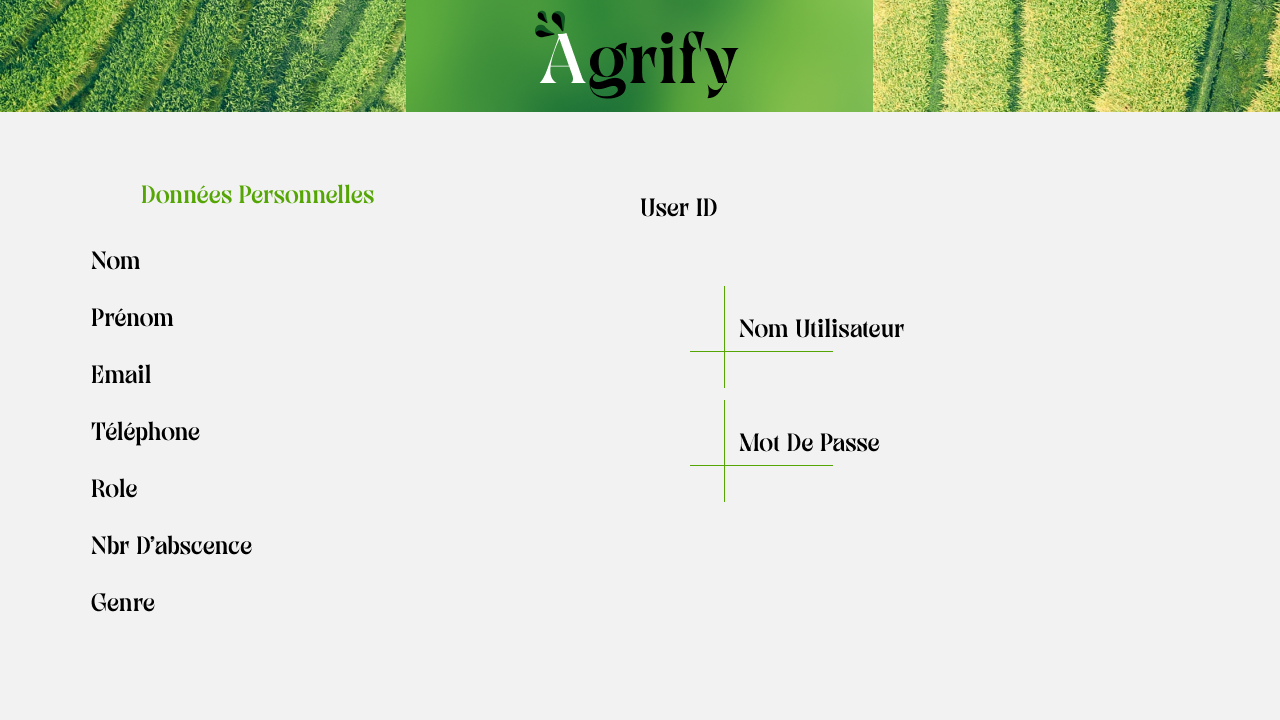 Agrify
Données Personnelles
Nom
Prénom
Email
Téléphone
Role
Nbr D'abscence
Genre
User ID
Nom Utilisateur
Mot De Passe